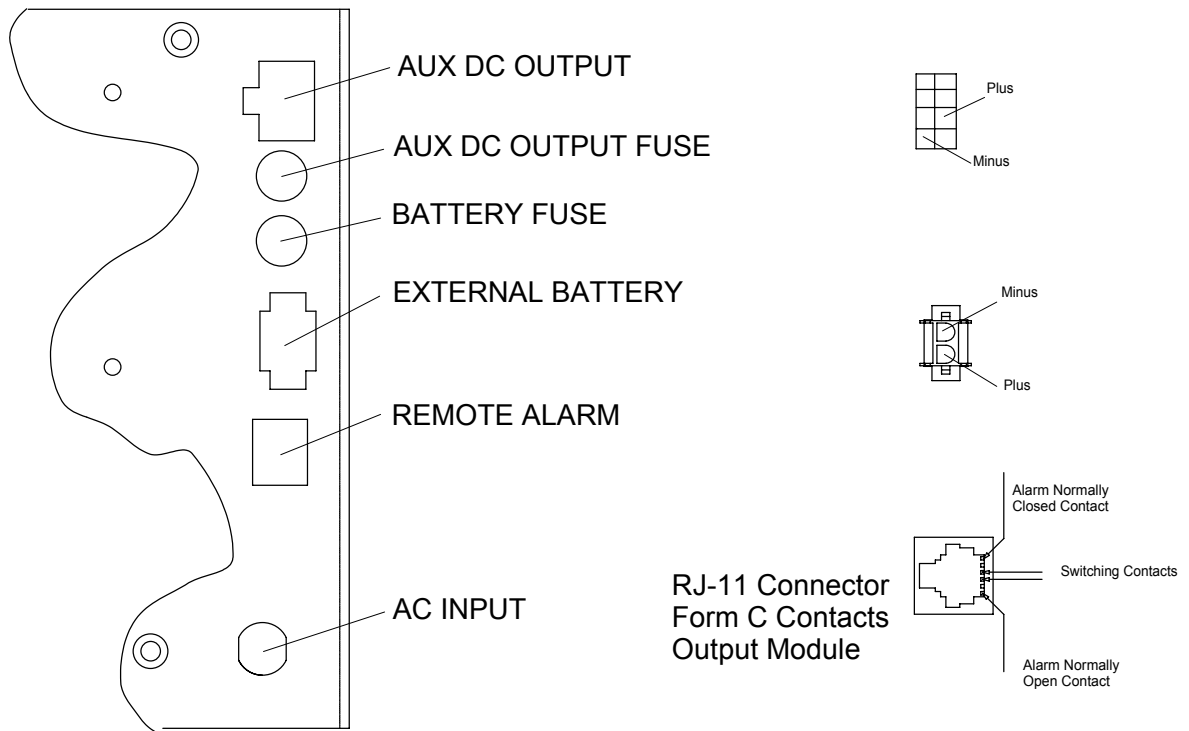 AUX DC OUTPUT
AUX DC OUTPUT FUSE
BATTERY FUSE
EXTERNAL BATTERY
REMOTE ALARM
AC INPUT
Plus
Minus
Minus
Plus
Alarm Normally
Closed Contact
Switching Contacts
RJ-11 Connector
Form C Contacts
Output Module
Alarm Normally
Open Contact